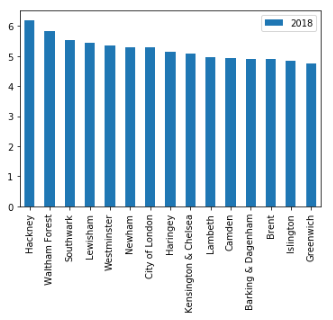 2018
6
5
4
3
2
1
0
Hackney
Waltham Forest
Southwark
Lewisham
Westminster
Newham
City of London
Haringey
Kensington & Chelsea
Lambeth
Camden
Barking & Dagenham
Brent
Islington
Greenwich